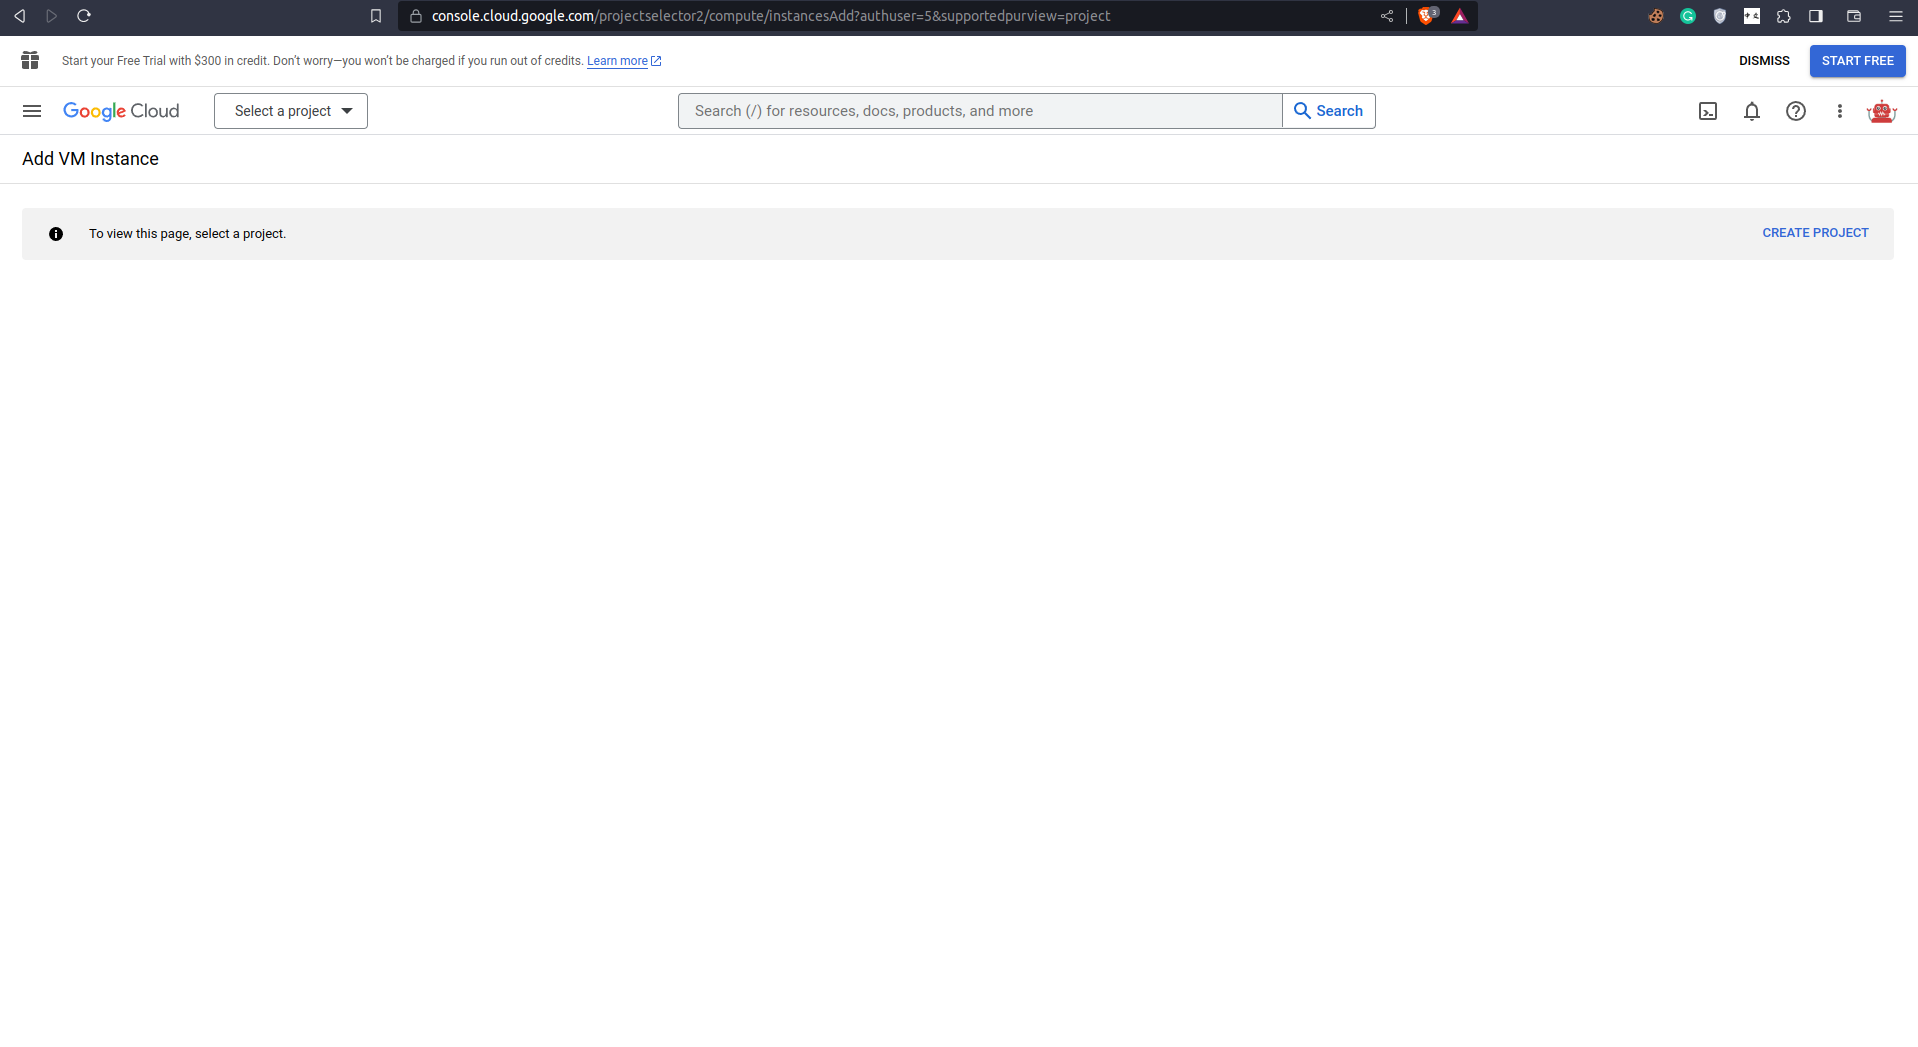 console.cloud.google.com/projectselector2/compute/instancesAdd?authuser=5&supportedpurview=project
3
Start your Free Trial with $300 in credit. Don't worry—you won't be charged if you run out of credits. Learn more
DISMISS
START FREE
Google Cloud
Select a project
Search (/) for resources, docs, products, and more
Search
Add VM Instance
To view this page, select a project.
CREATE PROJECT